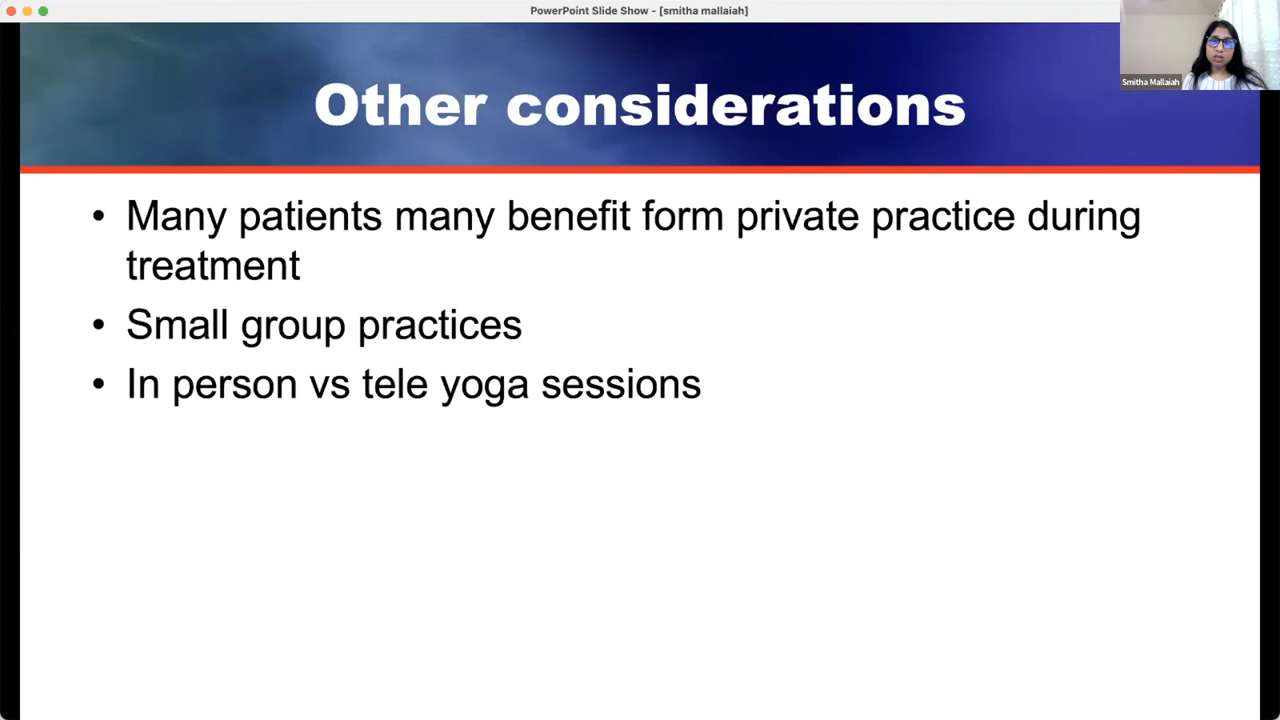 PowerPoint Slide Show - [smitha mallaiah]
Smitha Mallaiah
Other considerations
• Many patients many benefit form private practice during
treatment
• Small group practices
• In person vs tele yoga sessions